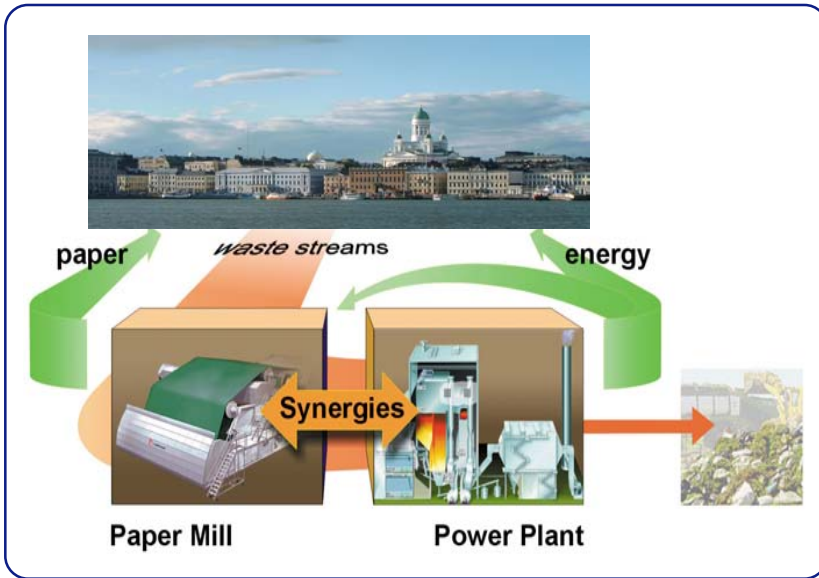 paper
waste streams
energy
Synergies
Paper Mill
Power Plant